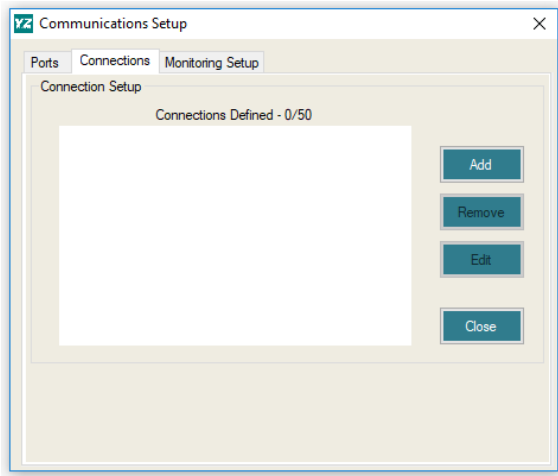 YZ Communications Setup
Ports Connections Monitoring Setup
Connection Setup
Connections Defined - 0/50
Add
Remove
Edit
Close